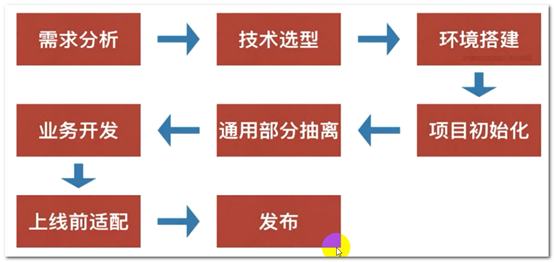 需求分析
技术选型
环境搭建
项目初始化
通用部分抽离
业务开发
上线前适配
发布